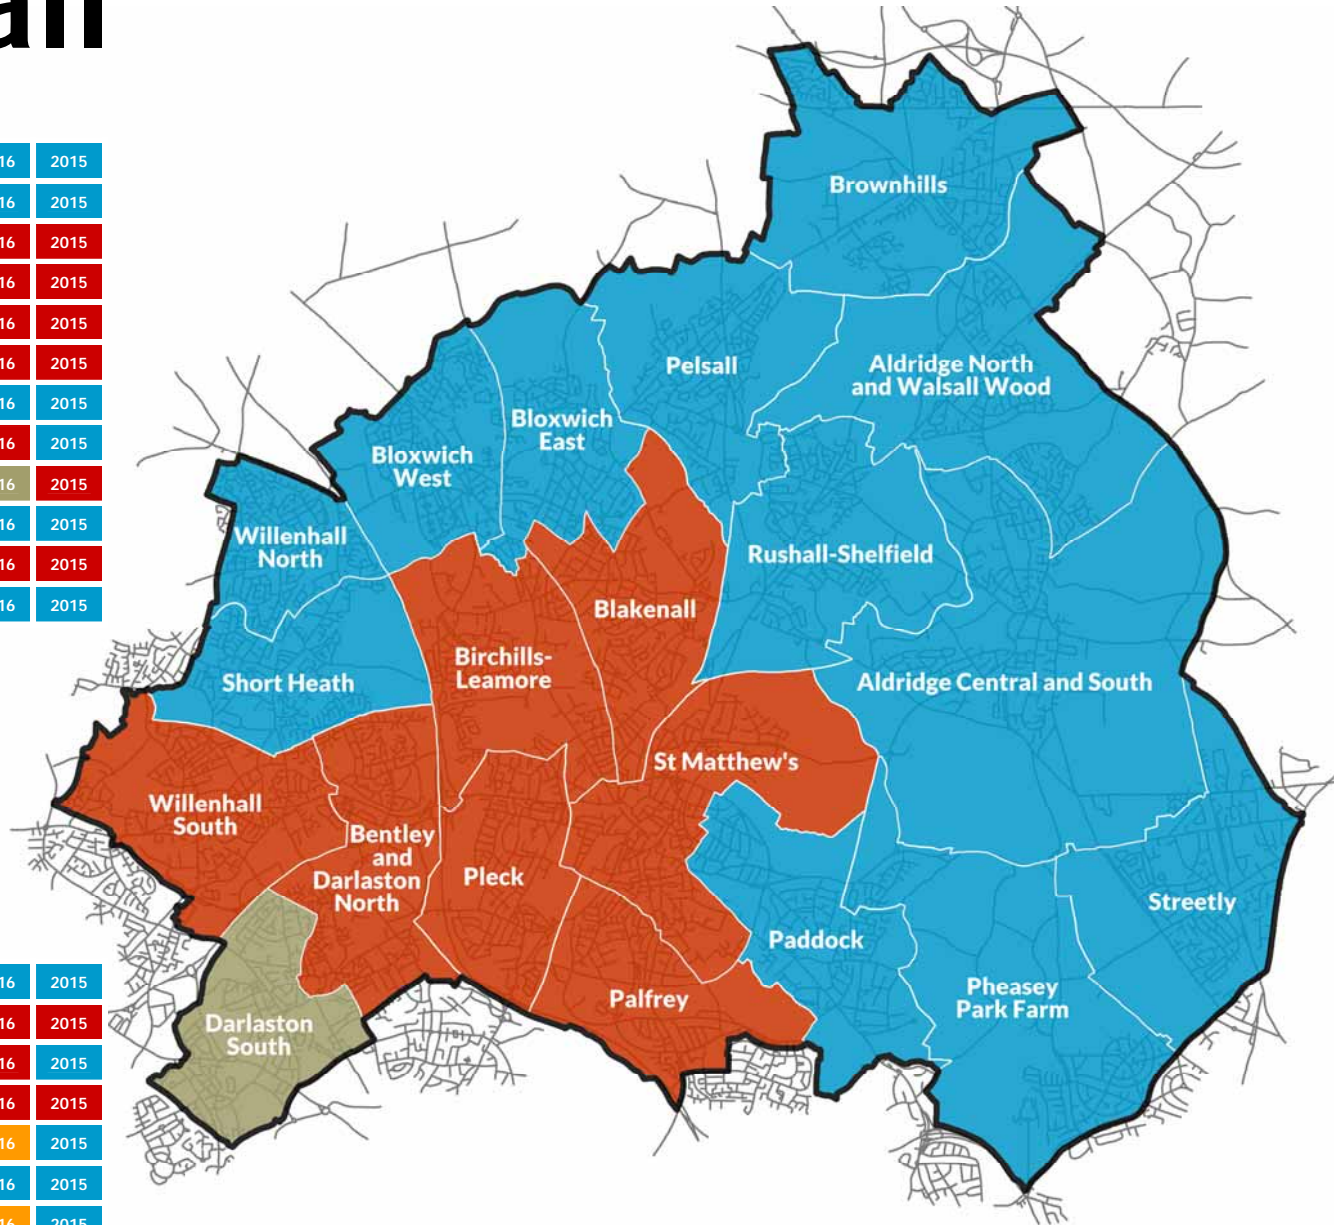 an
16 2015
16 2015
16 2015
16 2015
16 2015
16 2015
16 2015
16 2015
16 2015
16 2015
16 2015
16 2015
Brownhills
Pelsall
Aldridge North
and Walsall Wood
Bloxwich
East
Bloxwich
West
Willenhall
North
Rushall-Shelfield
Blakenall
Birchills-
Leamore
Short Heath
Aldridge Central and South
St Matthew's
Willenhall
South
Bentley
and
Darlaston
North
Pleck
Streetly
Paddock
Palfrey
Pheasey
Park Farm
Darlaston
South
16 2015
16 2015
16 2015
16 2015
16 2015
16 2015
16 2015